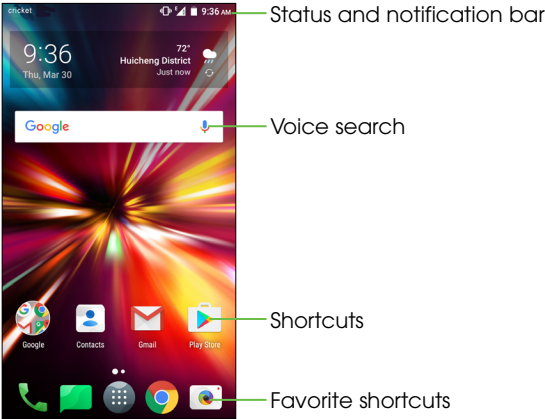 cricket 9:36 AM
Status and notification bar
9:36
Thu, Mar 30
72°
Huicheng District
Just now
Google
Voice search
Google
Contacts
Gmail
Play Store
Shortcuts
Favorite shortcuts